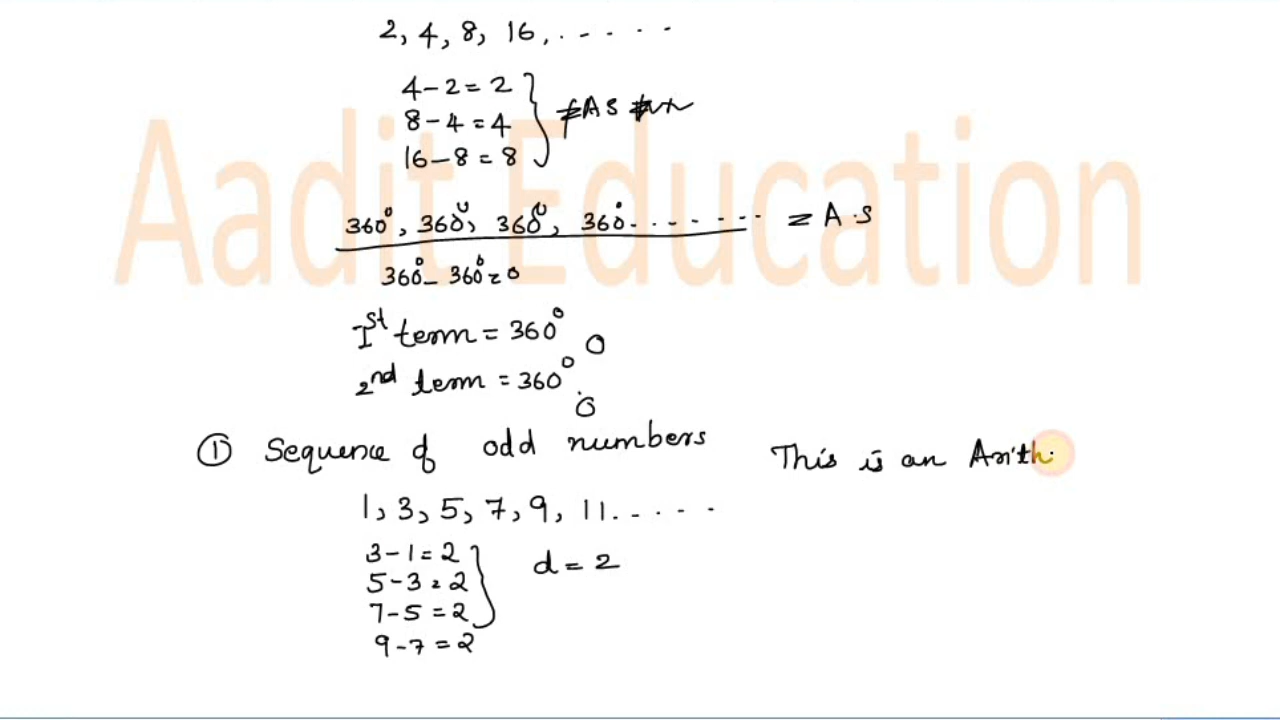 2, 4, 8, 16, . - - . . -
4 - 2 = 2
8 - 4 = 4
16 - 8 = 8
≠ A S
Aadit Education
360°, 360°, 360°, 360° . . . . . . . . = A.S
360° - 360° = 0
Ist term = 360°
0
2nd term = 360°
0
① Sequence of odd numbers
This is an Arith
1, 3, 5, 7, 9, 11 . . . . .
3 - 1 = 2
5 - 3 = 2
7 - 5 = 2
9 - 7 = 2
d = 2